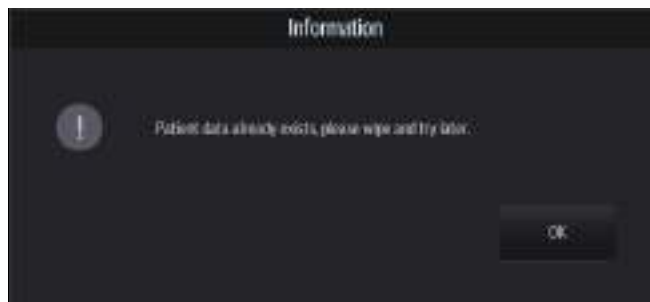 Information
Patient data already exists, please wipe and try later.
OK